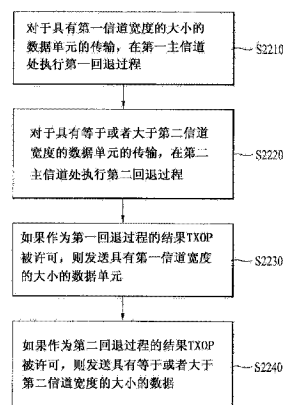 对于具有第一信道宽度的大小的
数据单元的传输，在第一主信道
处执行第一回退过程
S2210
对于具有等于或者大于第二信道
宽度的数据单元的传输，在第二
主信道处执行第二回退过程
S2220
如果作为第一回退过程的结果TXOP
被许可，则发送具有第一信道宽度
的大小的数据单元
S2230
如果作为第二回退过程的结果TXOP
被许可，则发送具有等于或者大于
第二信道宽度的大小的数据
S2240